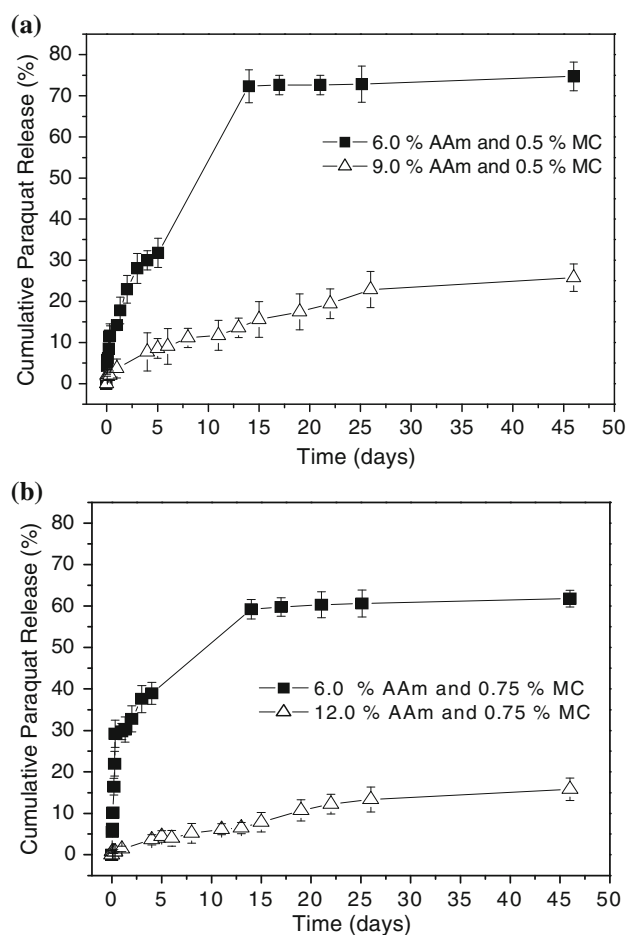 (a)
80
70
60
50
40
30
20
10
0
Cumulative Paraquat Release (%)
6.0 % AAm and 0.5 % MC
9.0 % AAm and 0.5 % MC
0 5 10 15 20 25 30 35 40 45 50
Time (days)
(b)
80
70
60
50
40
30
20
10
0
Cumulative Paraquat Release (%)
6.0 % AAm and 0.75 % MC
12.0 % AAm and 0.75 % MC
0 5 10 15 20 25 30 35 40 45 50
Time (days)